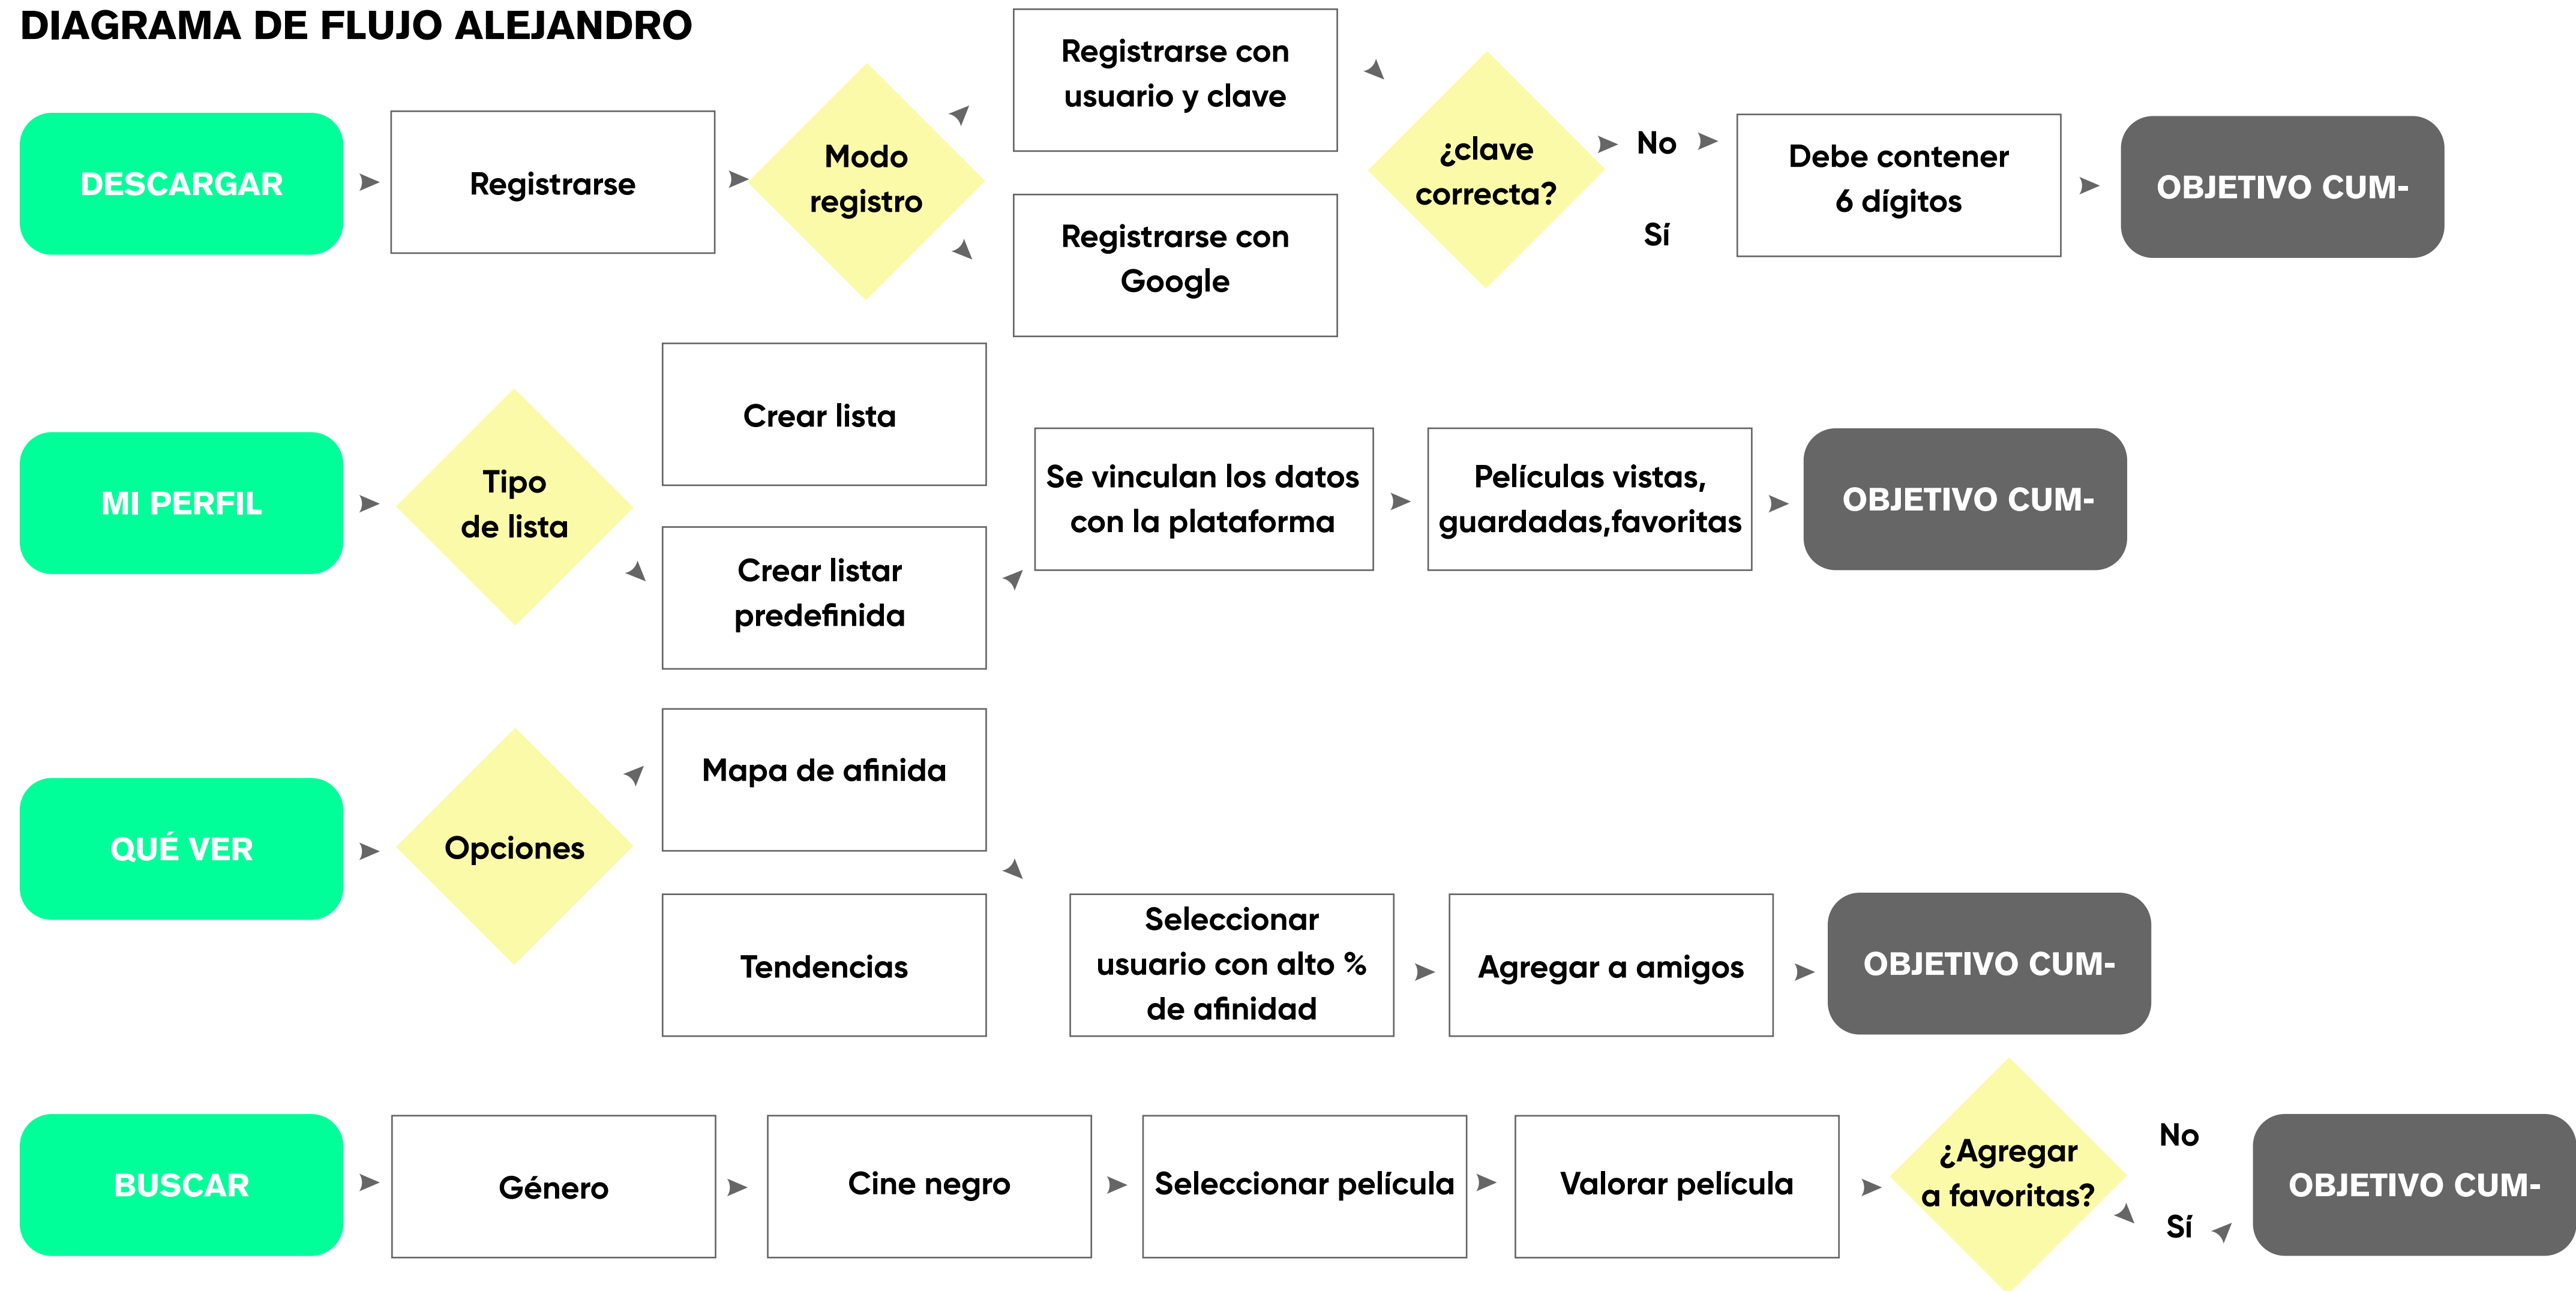 DIAGRAMA DE FLUJO ALEJANDRO
DESCARGAR
Registrarse
Modo
registro
Registrarse con
usuario y clave
Registrarse con
Google
¿clave
correcta?
No
Sí
Debe contener
6 dígitos
OBJETIVO CUM-
MI PERFIL
Tipo
de lista
Crear lista
Crear listar
predefinida
Se vinculan los datos
con la plataforma
Películas vistas,
guardadas,favoritas
OBJETIVO CUM-
QUÉ VER
Opciones
Mapa de afinida
Tendencias
Seleccionar
usuario con alto %
de afinidad
Agregar a amigos
OBJETIVO CUM-
BUSCAR
Género
Cine negro
Seleccionar película
Valorar película
¿Agregar
a favoritas?
No
Sí
OBJETIVO CUM-